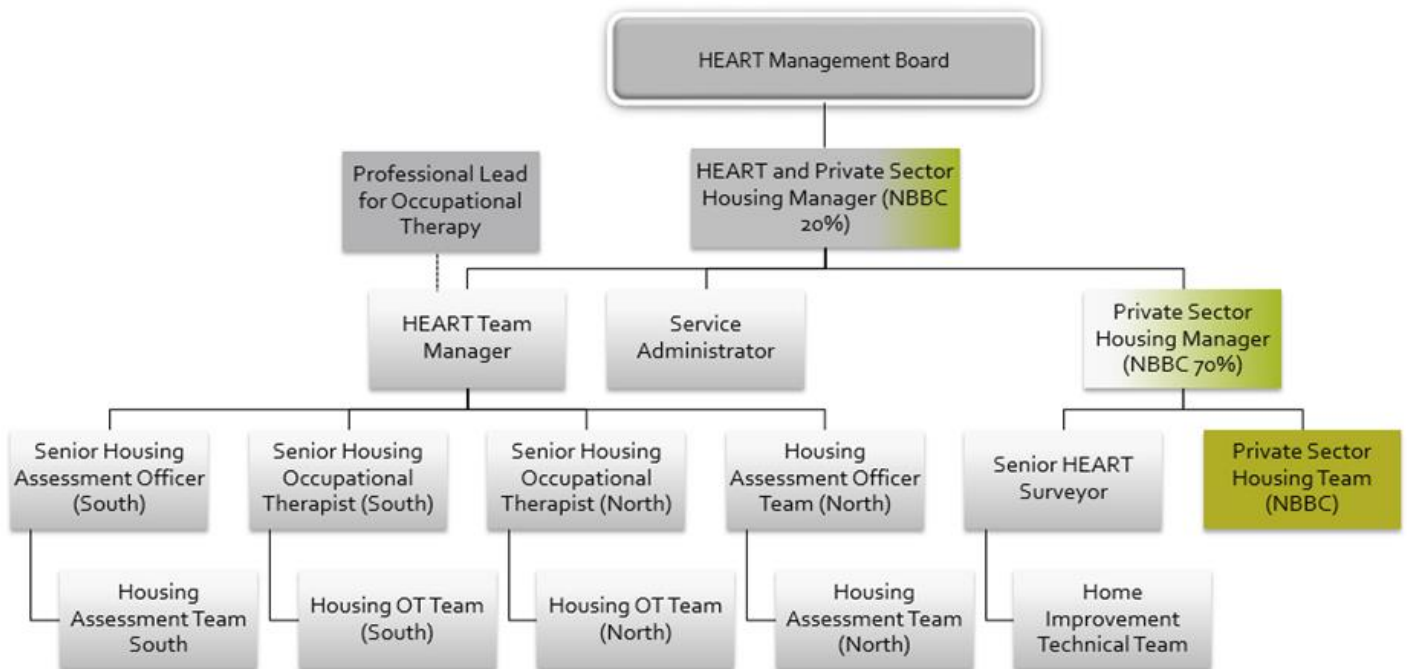 HEART Management Board
Professional Lead
for Occupational
Therapy
HEART and Private Sector
Housing Manager (NBBC
20%)
HEART Team
Manager
Service
Administrator
Private Sector
Housing Manager
(NBBC 70%)
Senior Housing
Assessment Officer
(South)
Senior Housing
Occupational
Therapist (South)
Senior Housing
Occupational
Therapist (North)
Housing
Assessment Officer
Team (North)
Senior HEART
Surveyor
Private Sector
Housing Team
(NBBC)
Housing
Assessment Team
South
Housing OT Team
(South)
Housing OT Team
(North)
Housing
Assessment Team
(North)
Home
Improvement
Technical Team